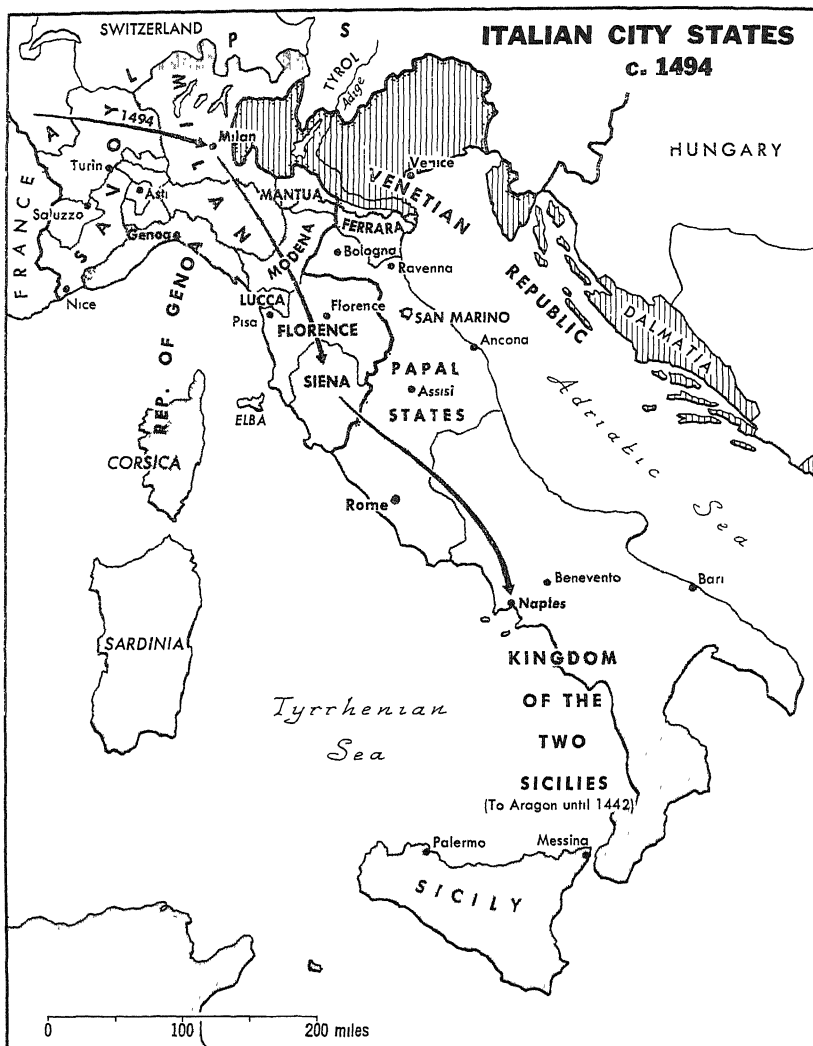 ITALIAN CITY STATES
c. 1494
SWITZERLAND
ALPS
TYROL
Adige
HUNGARY
1494
Milan
MILAN
SAVOY
Turin
Asti
Saluzzo
FRANCE
Genoa
Nice
REP. OF GENOA
MANTUA
Venice
VENETIAN
REPUBLIC
FERRARA
MODENA
Bologna
Ravenna
LUCCA
Pisa
Florence
FLORENCE
SAN MARINO
Ancona
DALMATIA
SIENA
PAPAL
STATES
Assisi
ELBA
CORSICA
Adriatic Sea
Rome
SARDINIA
Benevento
Bari
Naples
KINGDOM
OF THE
TWO
SICILIES
(To Aragon until 1442)
Tyrrhenian
Sea
Palermo
Messina
SICILY
0 100 200 miles